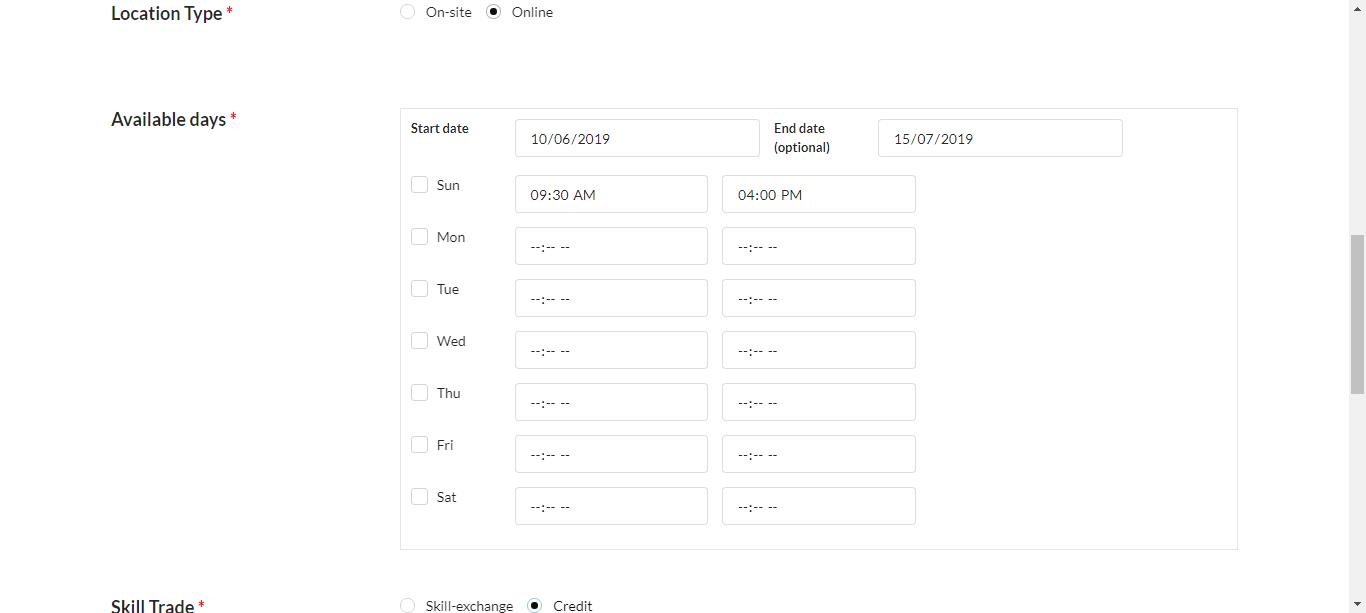 Location Type * On-site Online
Available days * Start date 10/06/2019 End date (optional) 15/07/2019
Sun 09:30 AM 04:00 PM
Mon --:-- -- --:-- --
Tue --:-- -- --:-- --
Wed --:-- -- --:-- --
Thu --:-- -- --:-- --
Fri --:-- -- --:-- --
Sat --:-- -- --:-- --
Skill Trade * Skill-exchange Credit